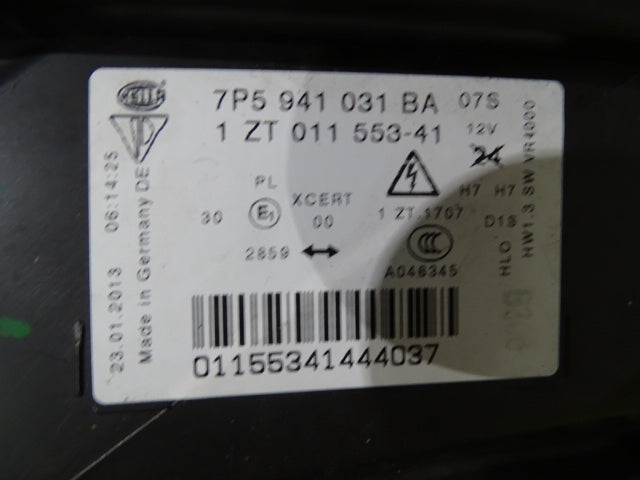 HELLA
7P5 941 031 BA 07S
1 ZT 011 553-41
12V
24
PL
XCERT
H7 H7
30
E1
00
1 ZT.1707
D1S
2859
CCC
A046345
01155341444037
23.01.2013 06:14:25
Made in Germany DE
HLO
HW1.3 SW VR4000